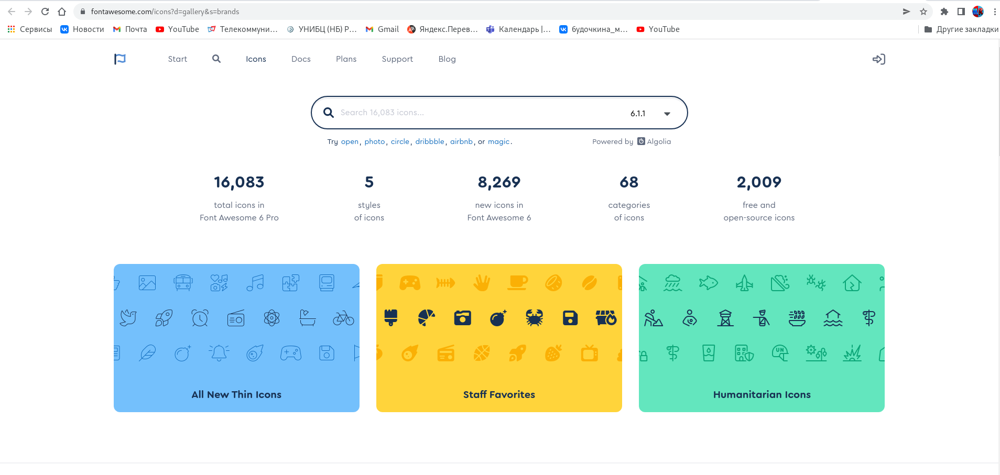 fontawesome.com/icons?d=gallery&s=brands
Сервисы Новости Почта YouTube Телекоммуни... УНИБЦ (НБ) Р... Gmail Яндекс.Перев... Календарь |... будочкина_м... YouTube Другие закладки
Start Icons Docs Plans Support Blog
Search 16,083 icons... 6.1.1
Try open, photo, circle, dribbble, airbnb, or magic. Powered by Algolia
16,083 5 8,269 68 2,009
total icons in styles new icons in categories free and
Font Awesome 6 Pro of icons Font Awesome 6 of icons open-source icons
UN
All New Thin Icons Staff Favorites Humanitarian Icons